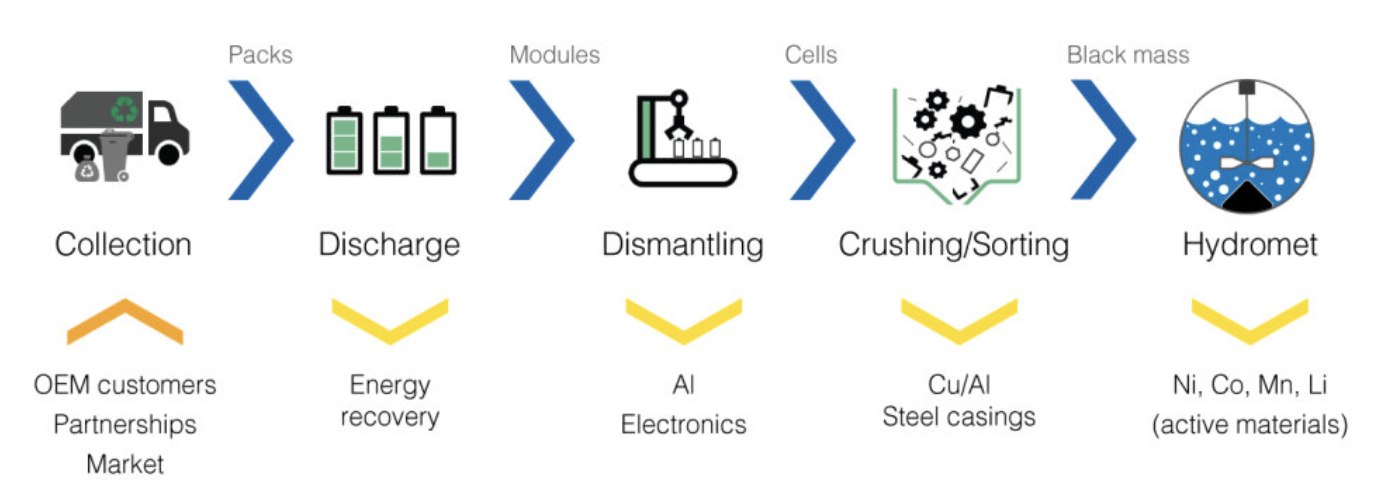 Packs
Modules
Cells
Black mass
Collection
Discharge
Dismantling
Crushing/Sorting
Hydromet
OEM customers
Partnerships
Market
Energy
recovery
Al
Electronics
Cu/Al
Steel casings
Ni, Co, Mn, Li
(active materials)